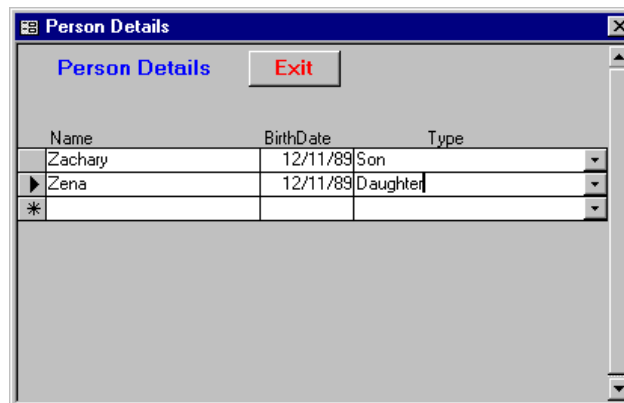 Person Details
Person Details Exit
Name BirthDate Type
Zachary 12/11/89 Son
Zena 12/11/89 Daughter